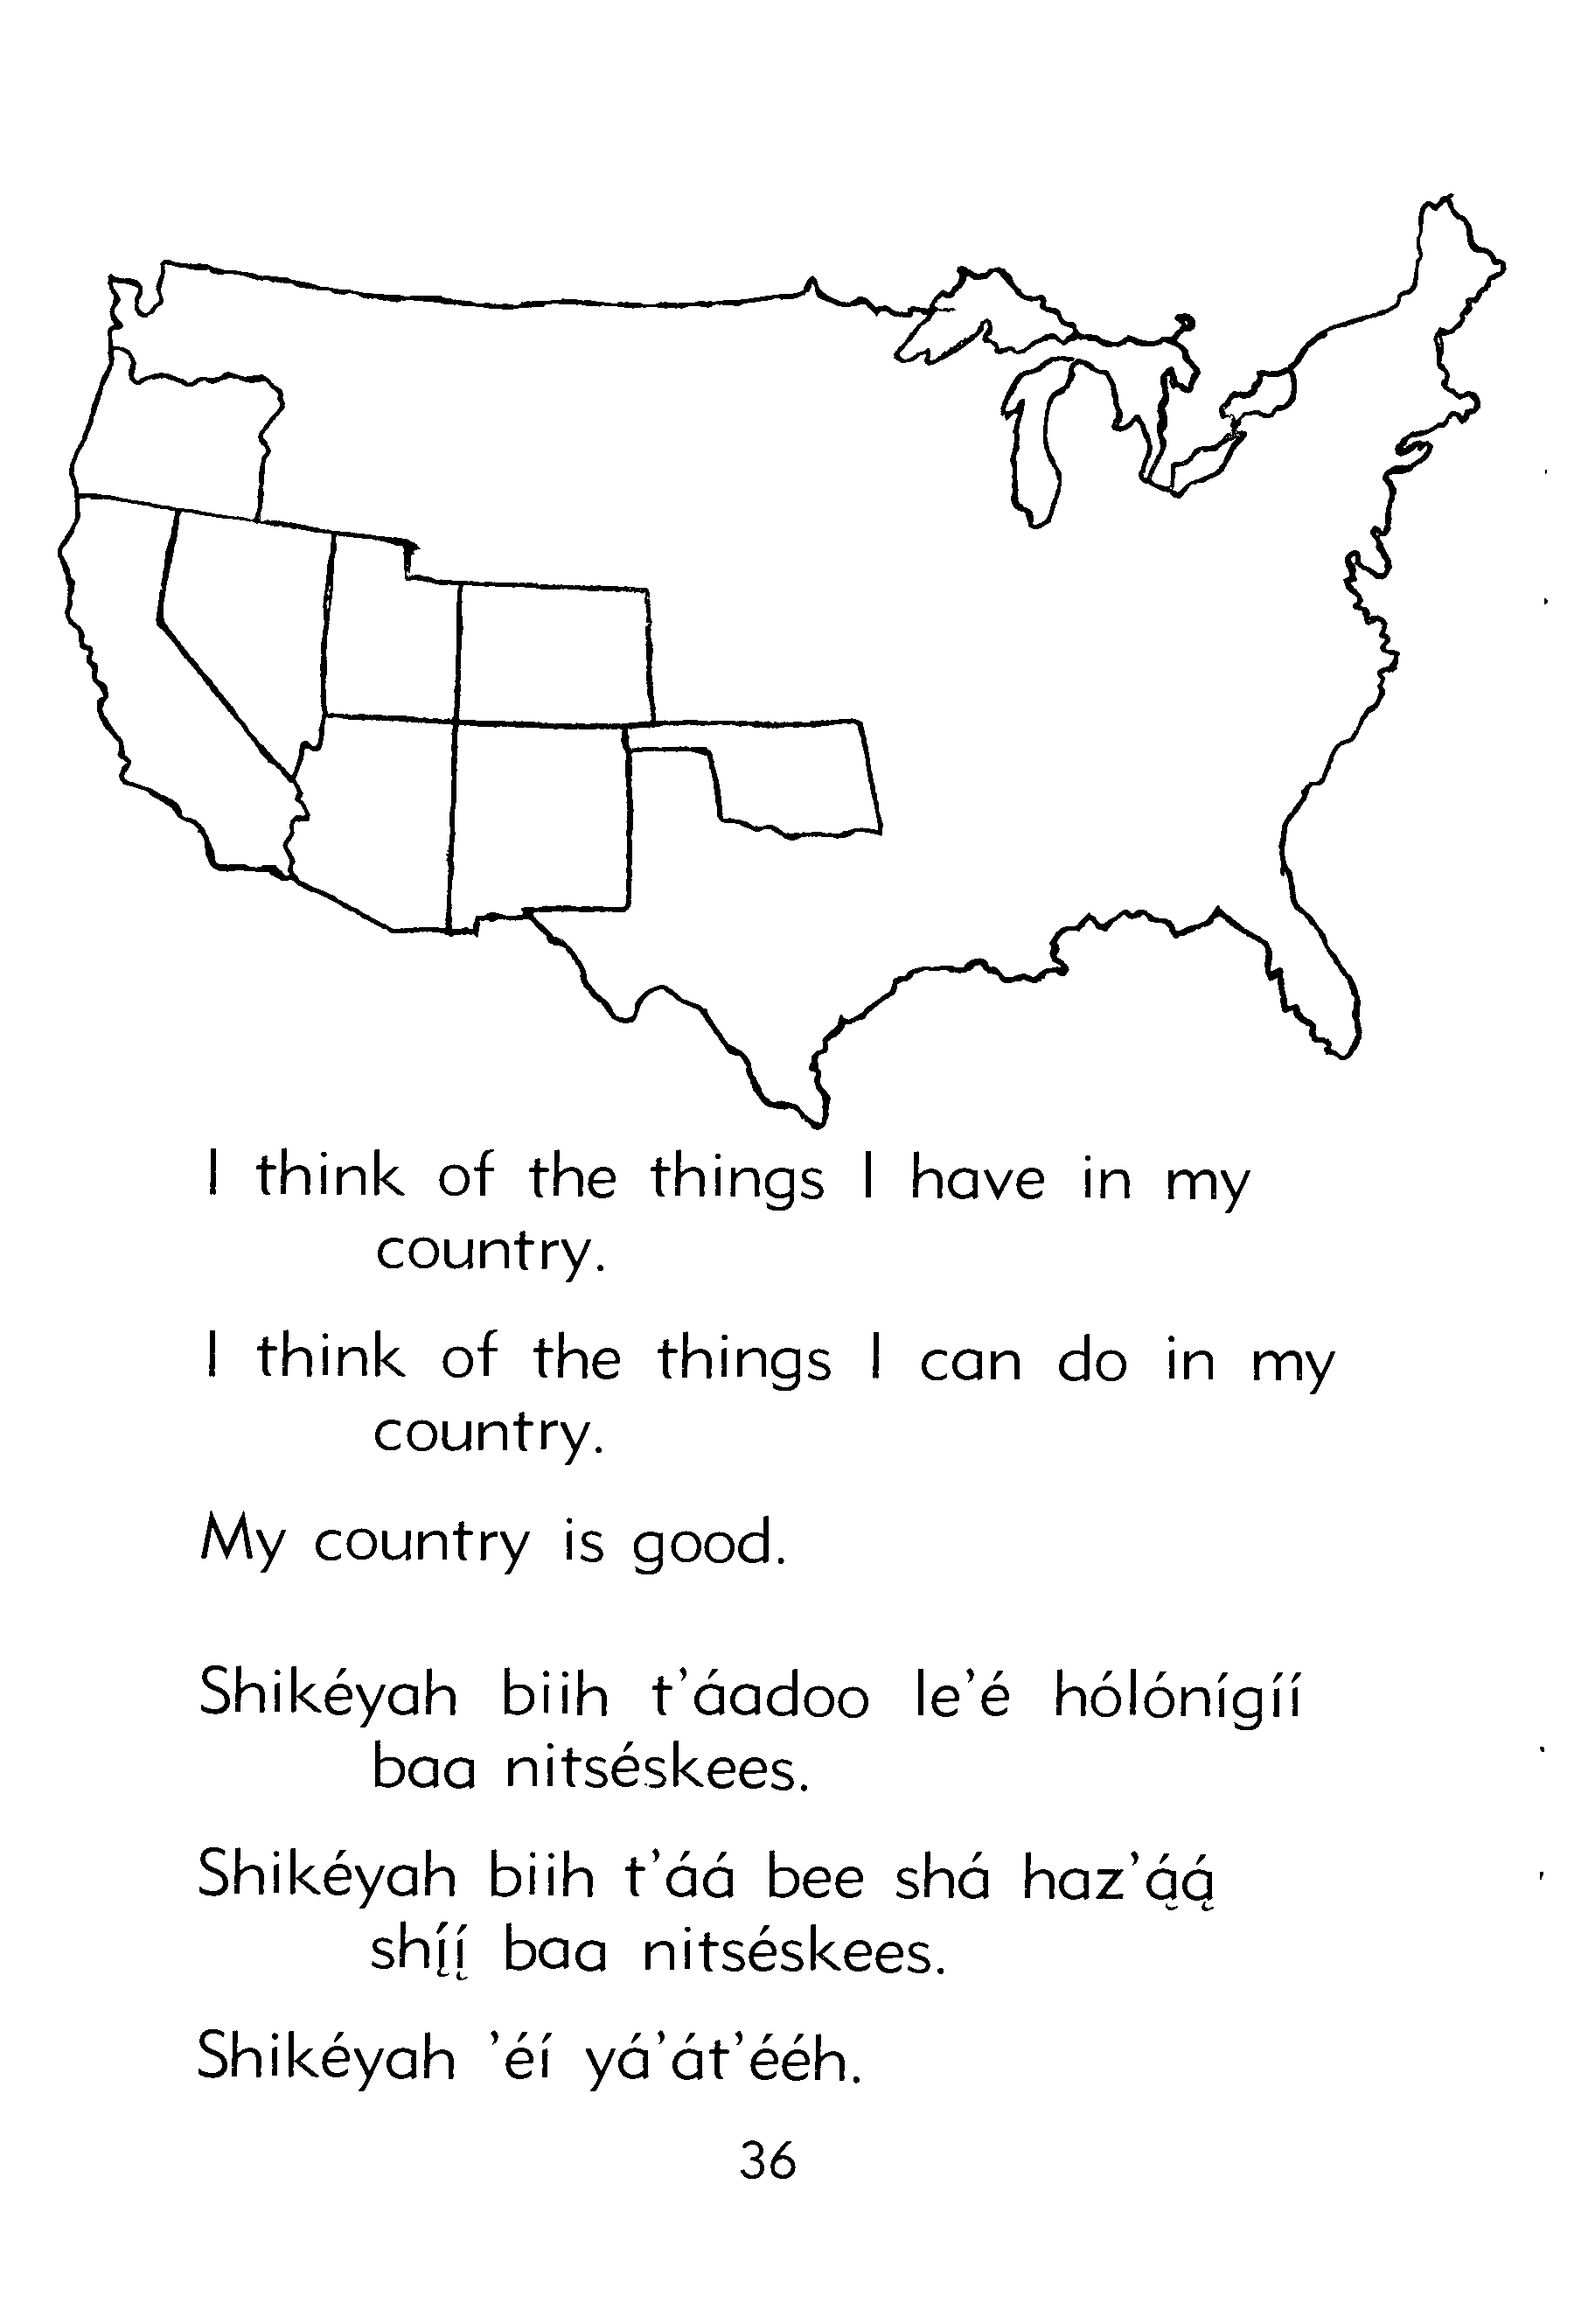 I think of the things I have in my
country.
I think of the things I can do in my
country.
My country is good.
Shikéyah biih t'áadoo le'é hólónígíí
baa nitséskees.
Shikéyah biih t'áá bee shá haz'ą́ą́
shį́į́ baa nitséskees.
Shikéyah 'éí yá'át'ééh.
36